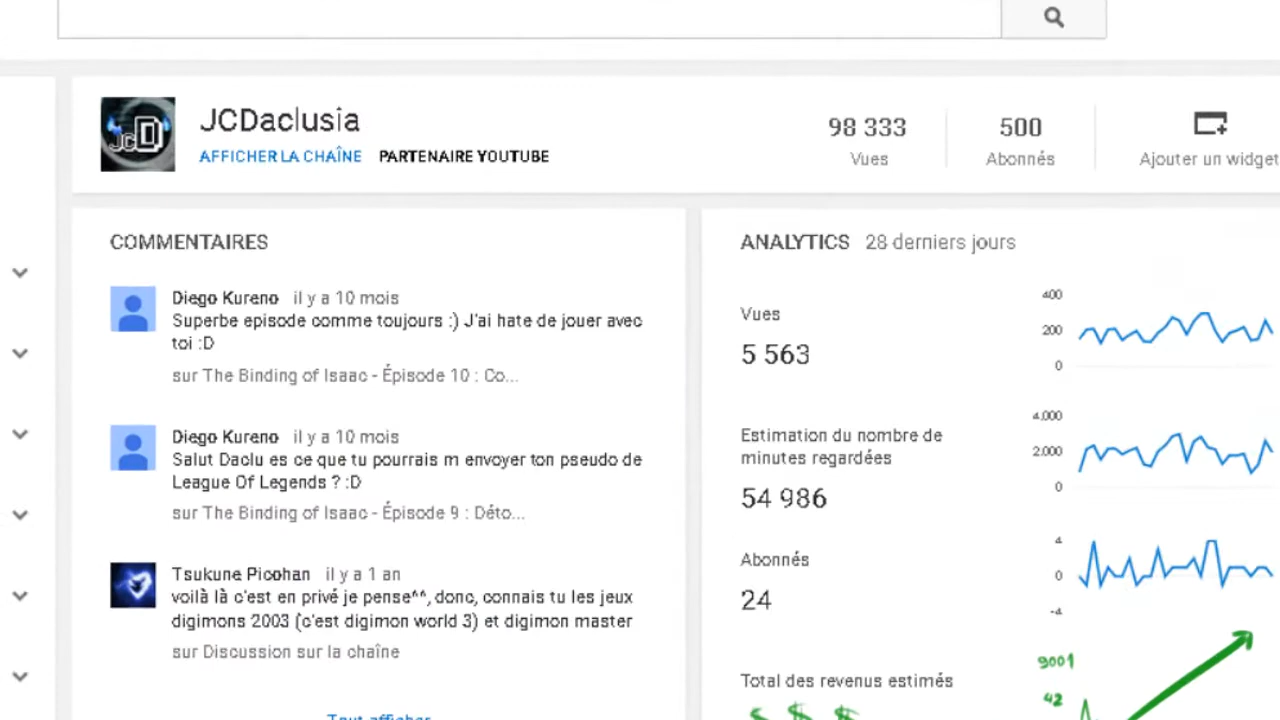 JCD
JCDaclusia
AFFICHER LA CHAÎNE PARTENAIRE YOUTUBE
98 333
Vues
500
Abonnés
Ajouter un widget
COMMENTAIRES
Diego Kureno il y a 10 mois
Superbe episode comme toujours :) J'ai hate de jouer avec
toi :D
sur The Binding of Isaac - Épisode 10 : Co...
Diego Kureno il y a 10 mois
Salut Daclu es ce que tu pourrais m envoyer ton pseudo de
League Of Legends ? :D
sur The Binding of Isaac - Épisode 9 : Déto...
Tsukune Picohan il y a 1 an
voilà là c'est en privé je pense^^, donc, connais tu les jeux
digimons 2003 (c'est digimon world 3) et digimon master
sur Discussion sur la chaîne
Tout afficher
ANALYTICS 28 derniers jours
Vues
5 563
400
200
0
Estimation du nombre de
minutes regardées
54 986
4,000
2,000
0
Abonnés
24
4
0
-4
Total des revenus estimés
$ $ $
9001
42